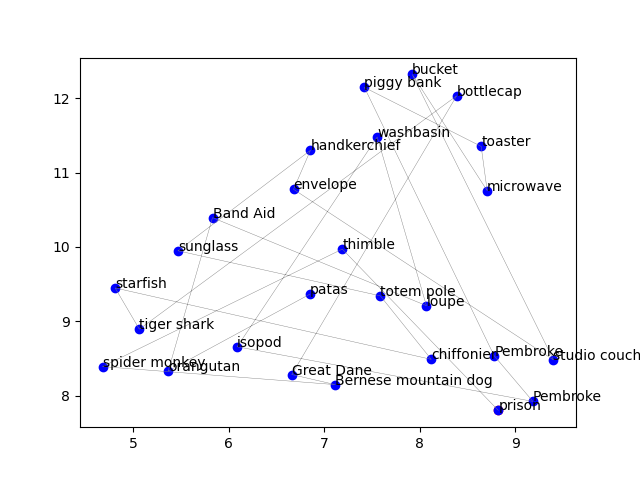 bucket
piggy bank
bottlecap
12
washbasin
handkerchief
toaster
11
envelope
microwave
Band Aid
10
sunglass
thimble
starfish
patas
totem pole
loupe
9
tiger shark
isopod
chiffonier
Pembroke
studio couch
spider monkey
orangutan
Great Dane
Bernese mountain dog
8
prison
Pembroke
5 6 7 8 9